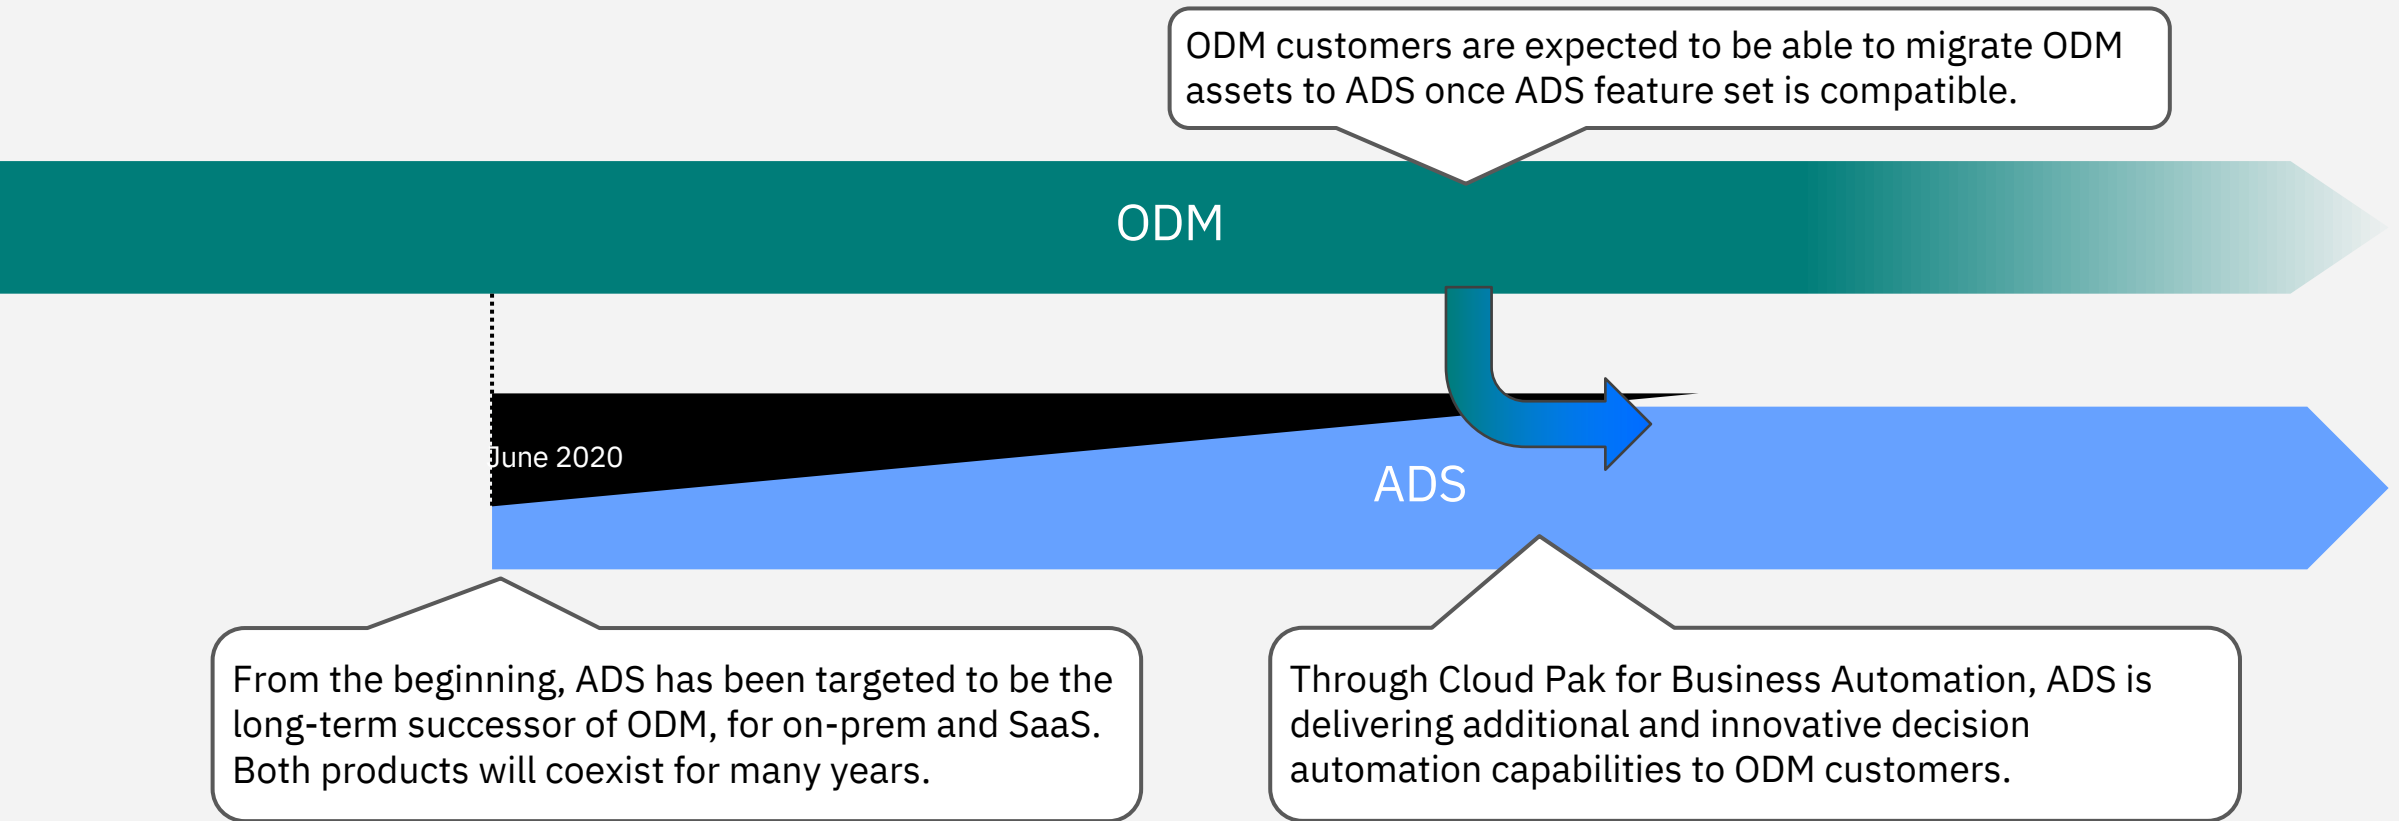 ODM customers are expected to be able to migrate ODM
assets to ADS once ADS feature set is compatible.
ODM
June 2020
ADS
From the beginning, ADS has been targeted to be the
long-term successor of ODM, for on-prem and SaaS.
Both products will coexist for many years.
Through Cloud Pak for Business Automation, ADS is
delivering additional and innovative decision
automation capabilities to ODM customers.